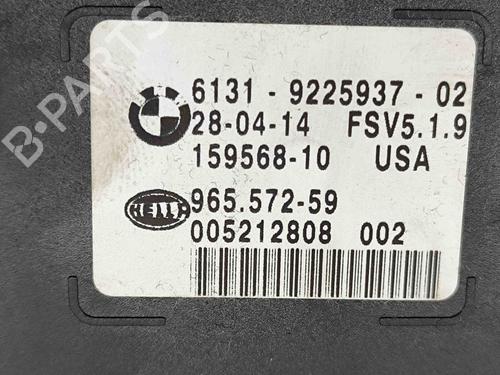 B-PARTS
6131 - 9225937 - 02
28-04-14 FSV5.1.9
159568-10 USA
HELLA
965.572-59
005212808 002